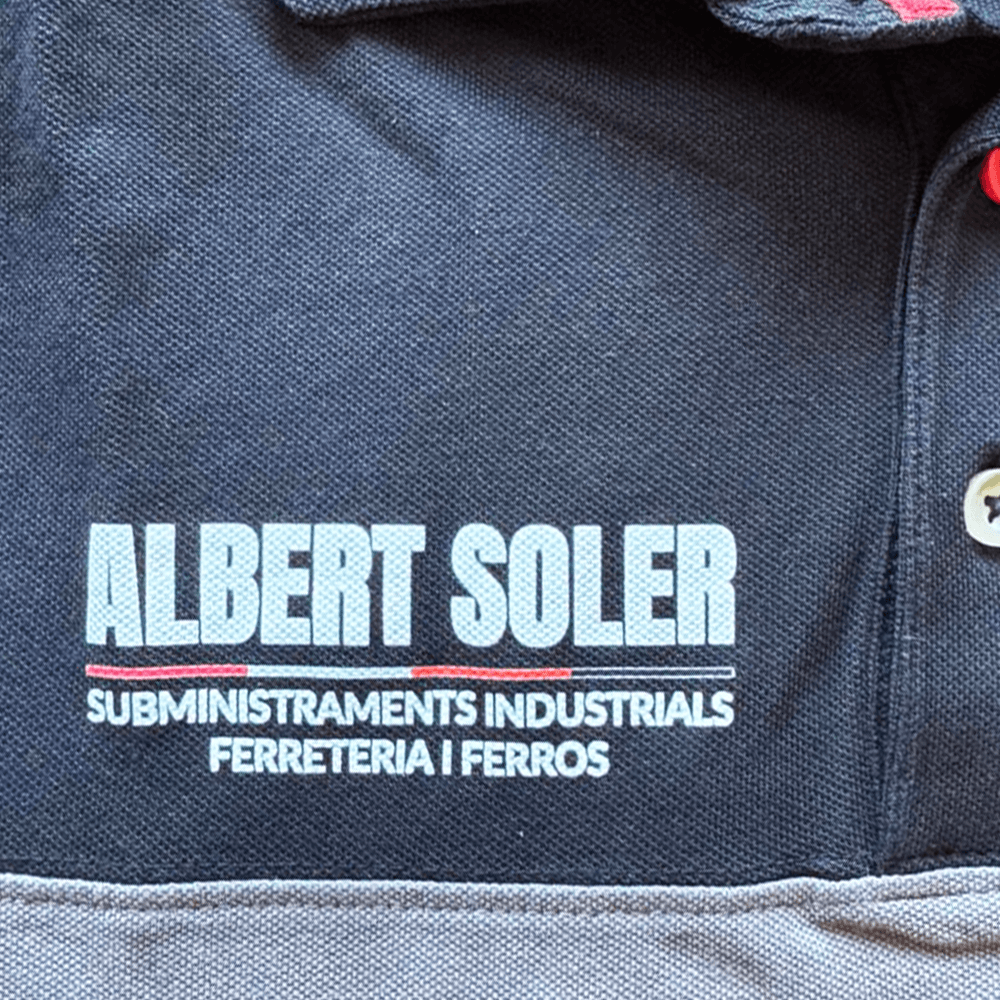 ALBERT SOLER
SUBMINISTRAMENTS INDUSTRIALS
FERRETERIA I FERROS